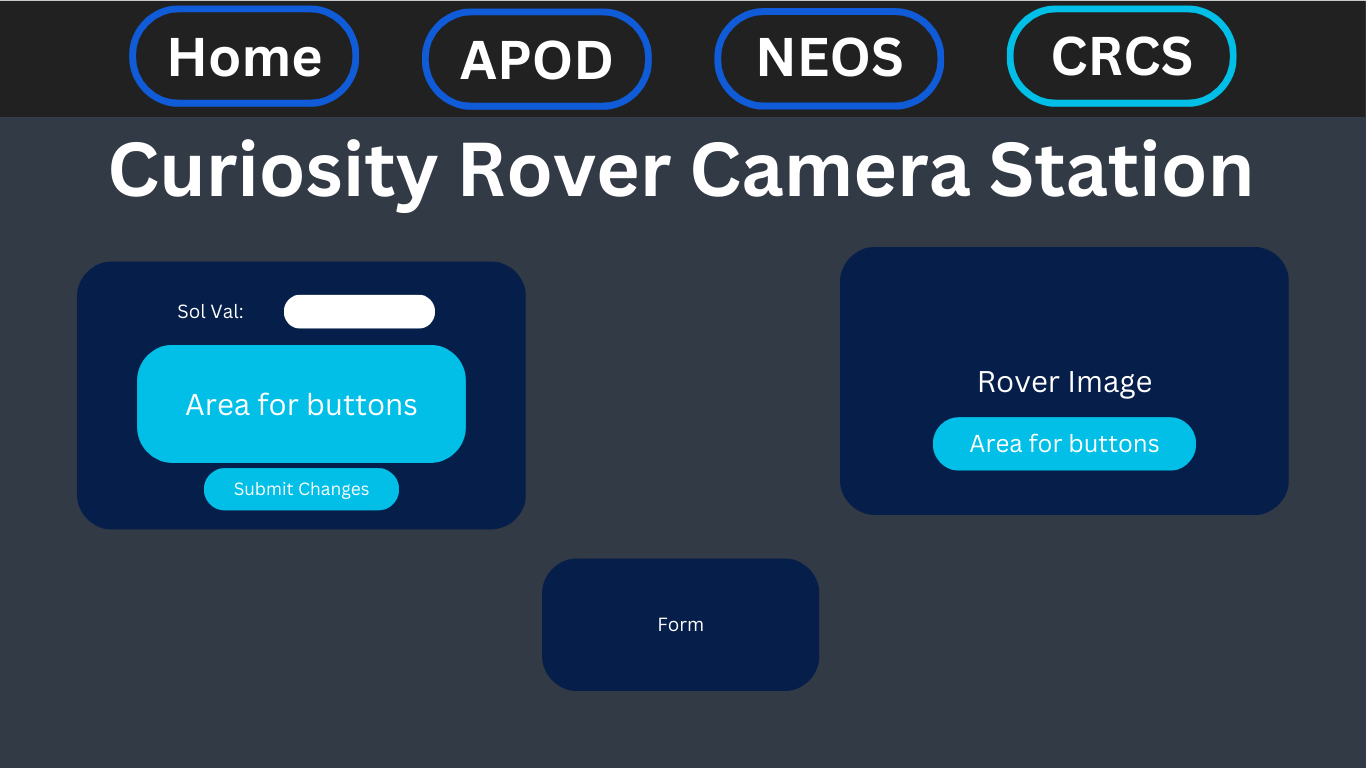 Home APOD NEOS CRCS
Curiosity Rover Camera Station
Sol Val:
Area for buttons
Submit Changes
Rover Image
Area for buttons
Form